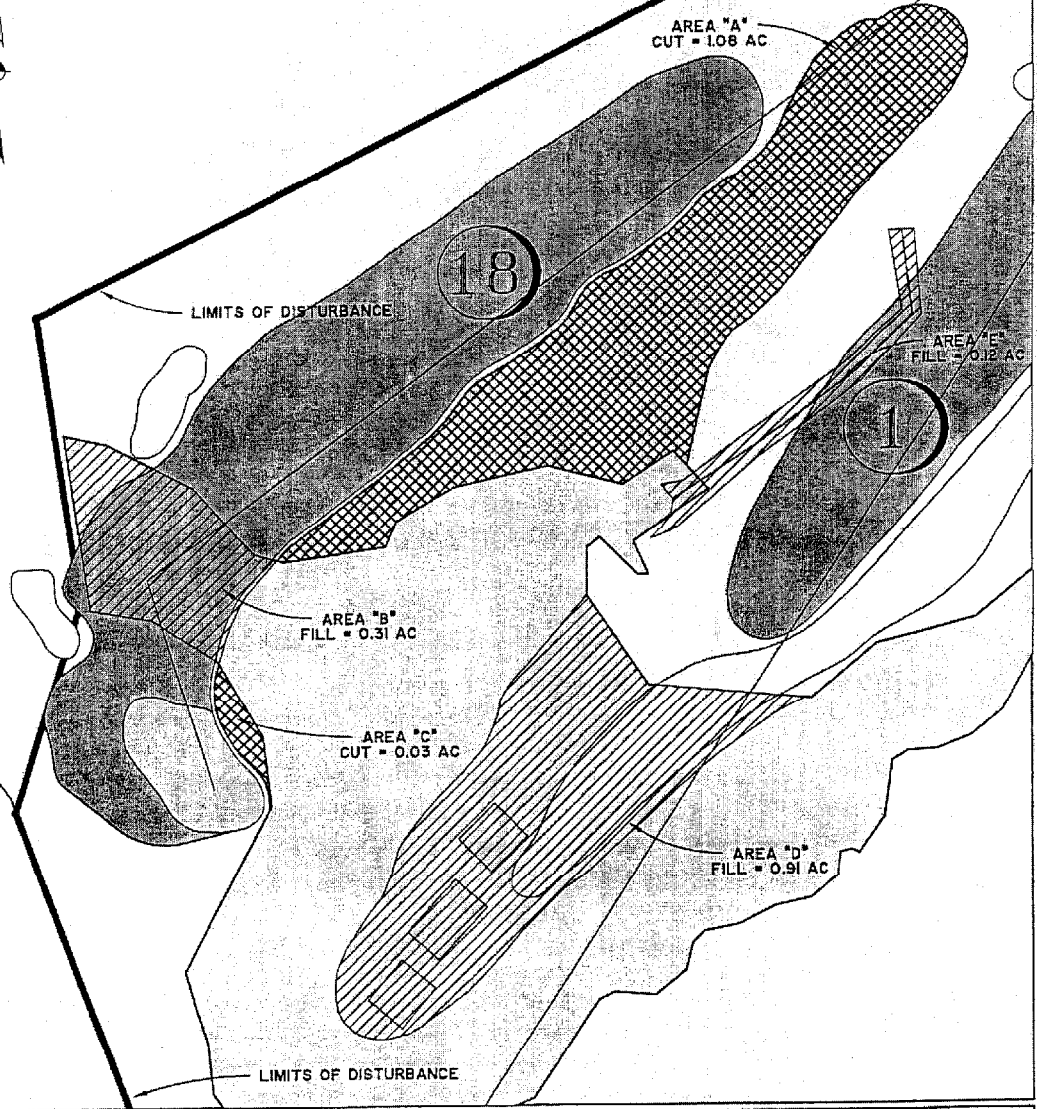 AREA "A"
CUT = 1.08 AC
18
LIMITS OF DISTURBANCE
AREA "E"
FILL = 0.12 AC
1
AREA "B"
FILL = 0.31 AC
AREA "C"
CUT = 0.03 AC
AREA "D"
FILL = 0.91 AC
LIMITS OF DISTURBANCE